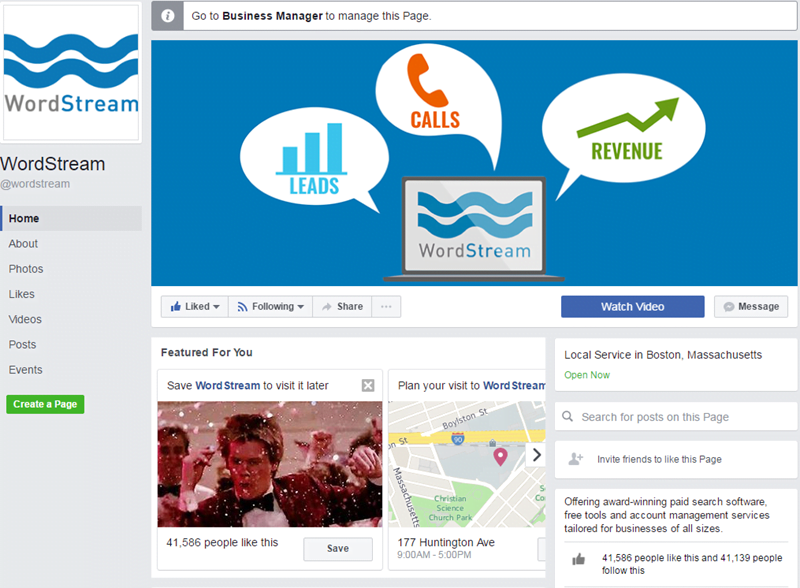 WordStream
WordStream
@wordstream
Home
About
Photos
Likes
Videos
Posts
Events
Create a Page
Go to Business Manager to manage this Page.
LEADS
CALLS
REVENUE
WordStream
Liked
Following
Share
Watch Video
Message
Featured For You
Save WordStream to visit it later
41,586 people like this
Save
Plan your visit to WordStream
Boylston St
on St
90
Massachusetts
Christian
Science
Church Park
177 Huntington Ave
9:00AM - 5:00PM
Local Service in Boston, Massachusetts
Open Now
Search for posts on this Page
Invite friends to like this Page
Offering award-winning paid search software,
free tools and account management services
tailored for businesses of all sizes.
41,586 people like this and 41,139 people
follow this